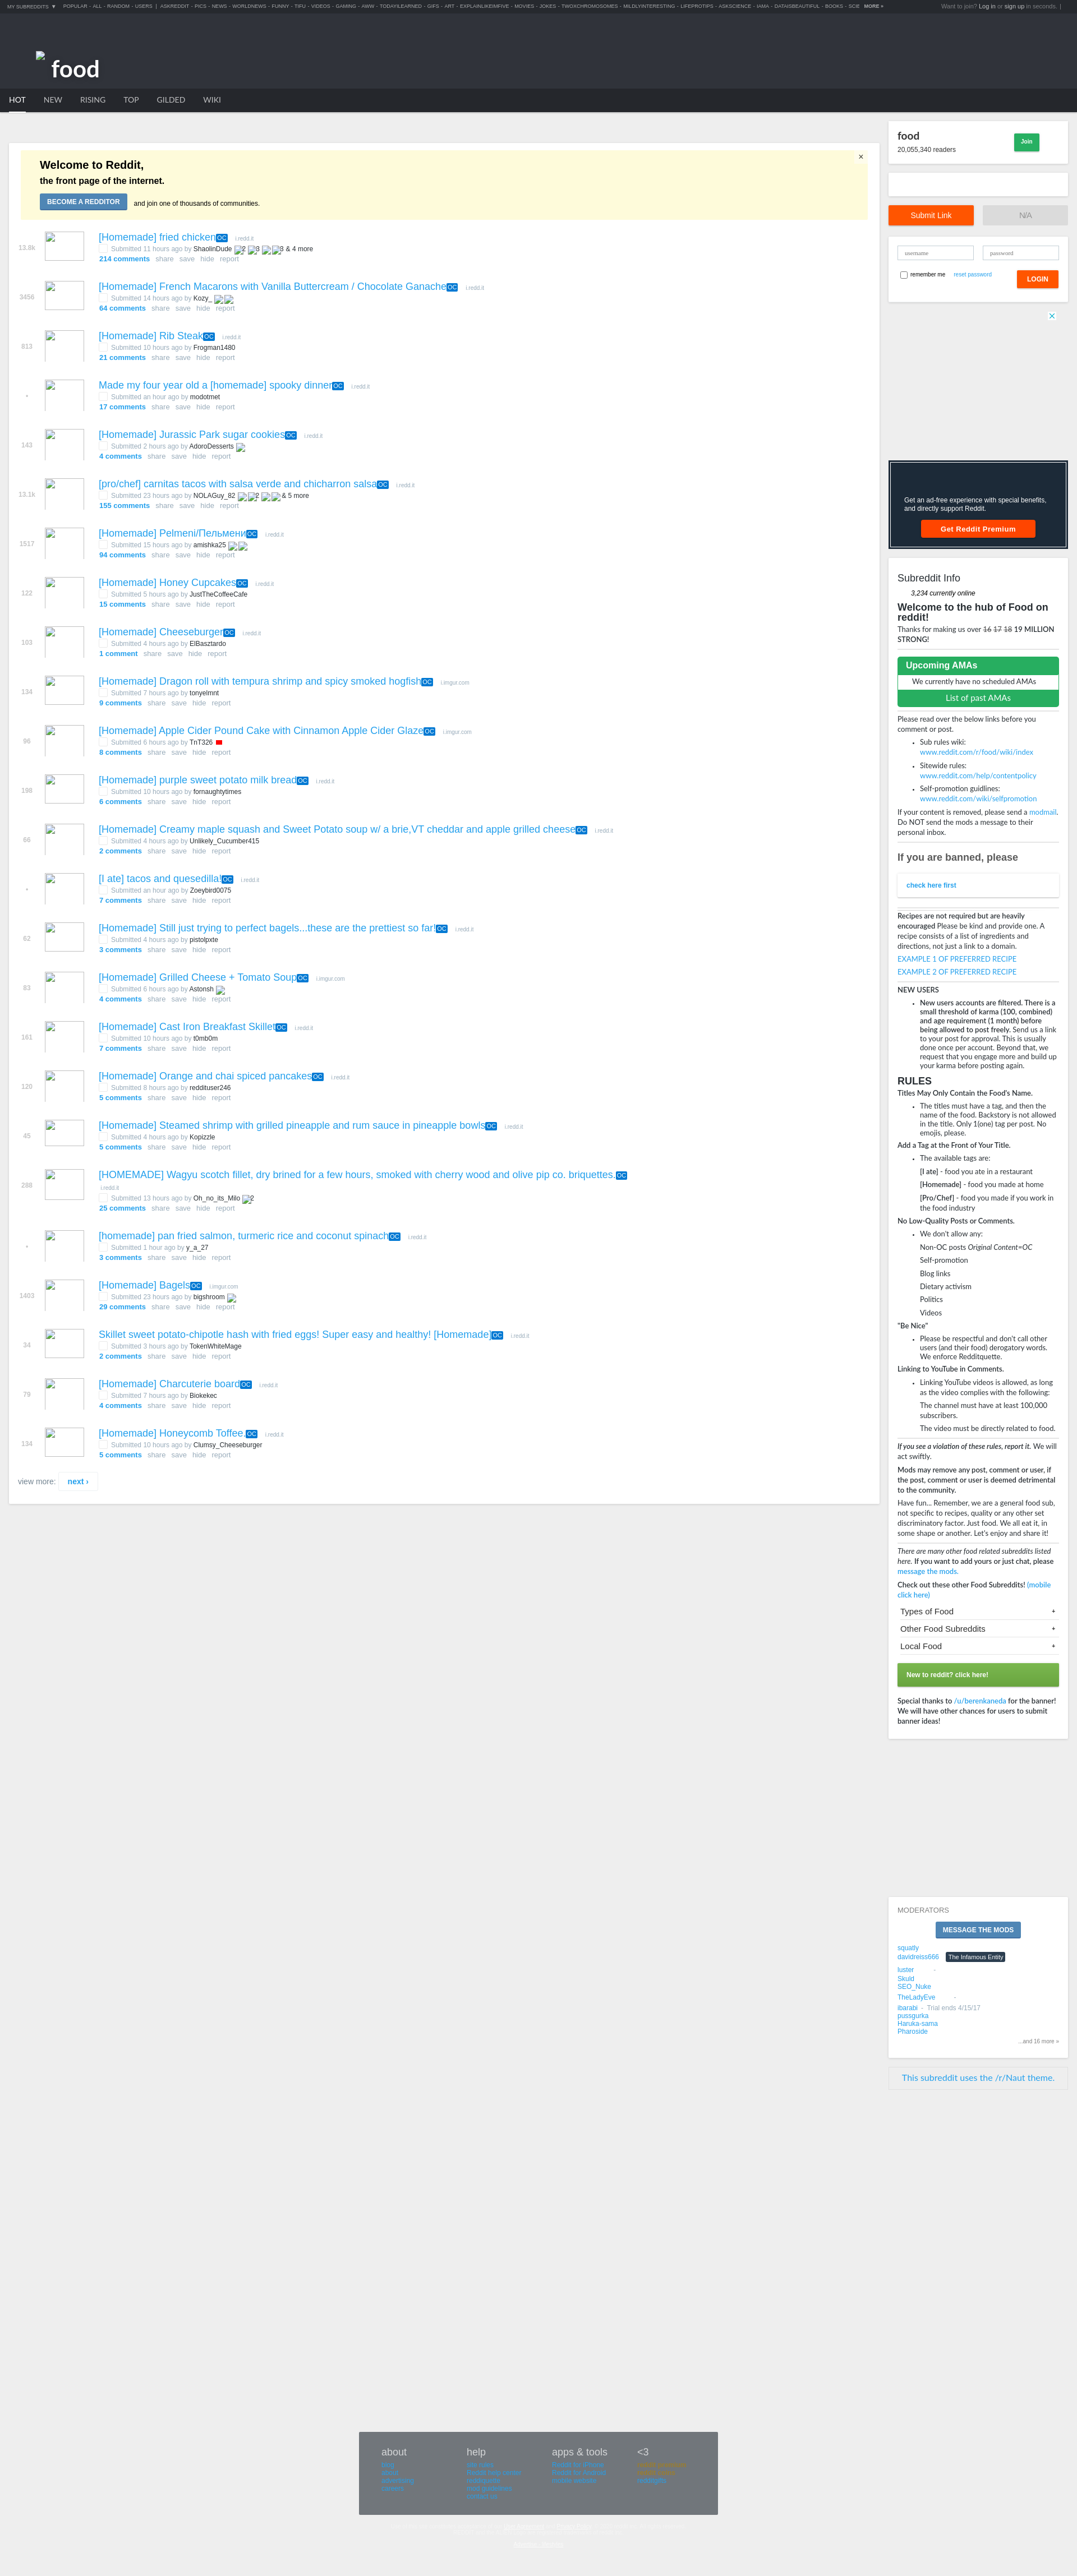 MY SUBREDDITS ▼ POPULAR - ALL - RANDOM - USERS | ASKREDDIT - PICS - NEWS - WORLDNEWS - FUNNY - TIFU - VIDEOS - GAMING - AWW - TODAYILEARNED - GIFS - ART - EXPLAINLIKEIMFIVE - MOVIES - JOKES - TWOXCHROMOSOMES - MILDLYINTERESTING - LIFEPROTIPS - ASKSCIENCE - IAMA - DATAISBEAUTIFUL - BOOKS - SCIE MORE »
Want to join? Log in or sign up in seconds. |
food
HOT NEW RISING TOP GILDED WIKI
Welcome to Reddit,
the front page of the internet.
BECOME A REDDITOR and join one of thousands of communities.
×
13.8k
[Homemade] fried chicken OC i.redd.it
Submitted 11 hours ago by ShaolinDude 2 3 3 & 4 more
214 comments share save hide report
3456
[Homemade] French Macarons with Vanilla Buttercream / Chocolate Ganache OC i.redd.it
Submitted 14 hours ago by Kozy_
64 comments share save hide report
813
[Homemade] Rib Steak OC i.redd.it
Submitted 10 hours ago by Frogman1480
21 comments share save hide report
•
Made my four year old a [homemade] spooky dinner OC i.redd.it
Submitted an hour ago by modotmet
17 comments share save hide report
143
[Homemade] Jurassic Park sugar cookies OC i.redd.it
Submitted 2 hours ago by AdoroDesserts
4 comments share save hide report
13.1k
[pro/chef] carnitas tacos with salsa verde and chicharron salsa OC i.redd.it
Submitted 23 hours ago by NOLAGuy_82 2 & 5 more
155 comments share save hide report
1517
[Homemade] Pelmeni/Пельмени OC i.redd.it
Submitted 15 hours ago by amishka25
94 comments share save hide report
122
[Homemade] Honey Cupcakes OC i.redd.it
Submitted 5 hours ago by JustTheCoffeeCafe
15 comments share save hide report
103
[Homemade] Cheeseburger OC i.redd.it
Submitted 4 hours ago by ElBasztardo
1 comment share save hide report
134
[Homemade] Dragon roll with tempura shrimp and spicy smoked hogfish OC i.imgur.com
Submitted 7 hours ago by tonyelmnt
9 comments share save hide report
96
[Homemade] Apple Cider Pound Cake with Cinnamon Apple Cider Glaze OC i.imgur.com
Submitted 6 hours ago by TnT326
8 comments share save hide report
198
[Homemade] purple sweet potato milk bread OC i.redd.it
Submitted 10 hours ago by fornaughtytimes
6 comments share save hide report
66
[Homemade] Creamy maple squash and Sweet Potato soup w/ a brie,VT cheddar and apple grilled cheese OC i.redd.it
Submitted 4 hours ago by Unlikely_Cucumber415
2 comments share save hide report
•
[I ate] tacos and quesedilla! OC i.redd.it
Submitted an hour ago by Zoeybird0075
7 comments share save hide report
62
[Homemade] Still just trying to perfect bagels...these are the prettiest so far! OC i.redd.it
Submitted 4 hours ago by pistolpxte
3 comments share save hide report
83
[Homemade] Grilled Cheese + Tomato Soup OC i.imgur.com
Submitted 6 hours ago by Astonsh
4 comments share save hide report
161
[Homemade] Cast Iron Breakfast Skillet OC i.redd.it
Submitted 10 hours ago by t0mb0m
7 comments share save hide report
120
[Homemade] Orange and chai spiced pancakes OC i.redd.it
Submitted 8 hours ago by reddituser246
5 comments share save hide report
45
[Homemade] Steamed shrimp with grilled pineapple and rum sauce in pineapple bowls OC i.redd.it
Submitted 4 hours ago by Kopizzle
5 comments share save hide report
288
[HOMEMADE] Wagyu scotch fillet, dry brined for a few hours, smoked with cherry wood and olive pip co. briquettes. OC
i.redd.it
Submitted 13 hours ago by Oh_no_its_Milo 2
25 comments share save hide report
•
[homemade] pan fried salmon, turmeric rice and coconut spinach OC i.redd.it
Submitted 1 hour ago by y_a_27
3 comments share save hide report
1403
[Homemade] Bagels OC i.imgur.com
Submitted 23 hours ago by bigshroom
29 comments share save hide report
34
Skillet sweet potato-chipotle hash with fried eggs! Super easy and healthy! [Homemade] OC i.redd.it
Submitted 3 hours ago by TokenWhiteMage
2 comments share save hide report
79
[Homemade] Charcuterie board OC i.redd.it
Submitted 7 hours ago by Biokekec
4 comments share save hide report
134
[Homemade] Honeycomb Toffee. OC i.redd.it
Submitted 10 hours ago by Clumsy_Cheeseburger
5 comments share save hide report
view more: next ›
food
20,055,340 readers
Join
Submit Link N/A
username password
remember me reset password LOGIN
Get an ad-free experience with special benefits, and directly support Reddit.
Get Reddit Premium
Subreddit Info
3,234 currently online
Welcome to the hub of Food on reddit!
Thanks for making us over 16 17 18 19 MILLION STRONG!
Upcoming AMAs
We currently have no scheduled AMAs
List of past AMAs
Please read over the below links before you comment or post.
• Sub rules wiki:
www.reddit.com/r/food/wiki/index
• Sitewide rules:
www.reddit.com/help/contentpolicy
• Self-promotion guidlines:
www.reddit.com/wiki/selfpromotion
If your content is removed, please send a modmail. Do NOT send the mods a message to their personal inbox.
If you are banned, please
check here first
Recipes are not required but are heavily encouraged Please be kind and provide one. A recipe consists of a list of ingredients and directions, not just a link to a domain.
EXAMPLE 1 OF PREFERRED RECIPE
EXAMPLE 2 OF PREFERRED RECIPE
NEW USERS
• New users accounts are filtered. There is a small threshold of karma (100, combined) and age requirement (1 month) before being allowed to post freely. Send us a link to your post for approval. This is usually done once per account. Beyond that, we request that you engage more and build up your karma before posting again.
RULES
Titles May Only Contain the Food's Name.
• The titles must have a tag, and then the name of the food. Backstory is not allowed in the title. Only 1(one) tag per post. No emojis, please.
Add a Tag at the Front of Your Title.
• The available tags are:
[I ate] - food you ate in a restaurant
[Homemade] - food you made at home
[Pro/Chef] - food you made if you work in the food industry
No Low-Quality Posts or Comments.
• We don't allow any:
Non-OC posts Original Content=OC
Self-promotion
Blog links
Dietary activism
Politics
Videos
"Be Nice"
• Please be respectful and don't call other users (and their food) derogatory words. We enforce Redditquette.
Linking to YouTube in Comments.
• Linking YouTube videos is allowed, as long as the video complies with the following:
The channel must have at least 100,000 subscribers.
The video must be directly related to food.
If you see a violation of these rules, report it. We will act swiftly.
Mods may remove any post, comment or user, if the post, comment or user is deemed detrimental to the community.
Have fun... Remember, we are a general food sub, not specific to recipes, quality or any other set discriminatory factor. Just food. We all eat it, in some shape or another. Let's enjoy and share it!
There are many other food related subreddits listed here. If you want to add yours or just chat, please message the mods.
Check out these other Food Subreddits! (mobile click here)
Types of Food +
Other Food Subreddits +
Local Food +
New to reddit? click here!
Special thanks to /u/berenkaneda for the banner! We will have other chances for users to submit banner ideas!
MODERATORS
MESSAGE THE MODS
squatly
davidreiss666 The Infamous Entity
luster -
Skuld
SEO_Nuke
TheLadyEve -
ibarabi - Trial ends 4/15/17
pussgurka
Haruka-sama
Pharoside
...and 16 more »
This subreddit uses the /r/Naut theme.
about help apps & tools <3